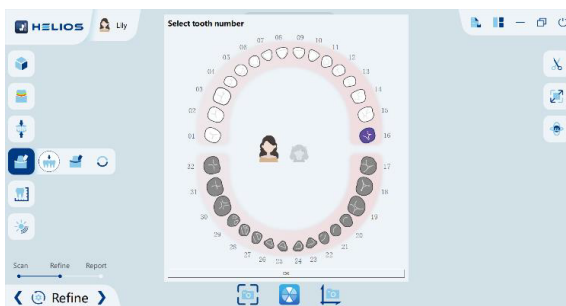 HELIOS
Lily
Select tooth number
08 09
07 10
06 11
05 12
04 13
03 14
02 15
01 16
32 17
31 18
30 19
29 20
28 21
27 22
26 25 24 23
OK
Scan Refine Report
Refine